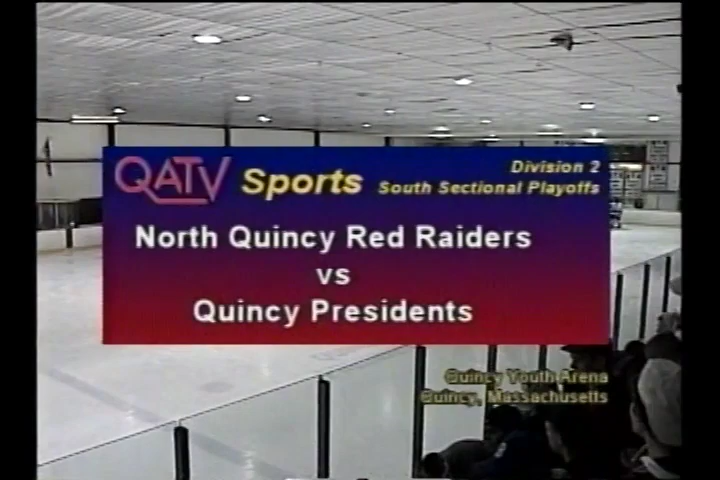 QATV Sports
Division 2
South Sectional Playoffs
North Quincy Red Raiders
vs
Quincy Presidents
Quincy Youth Arena
Quincy, Massachusetts